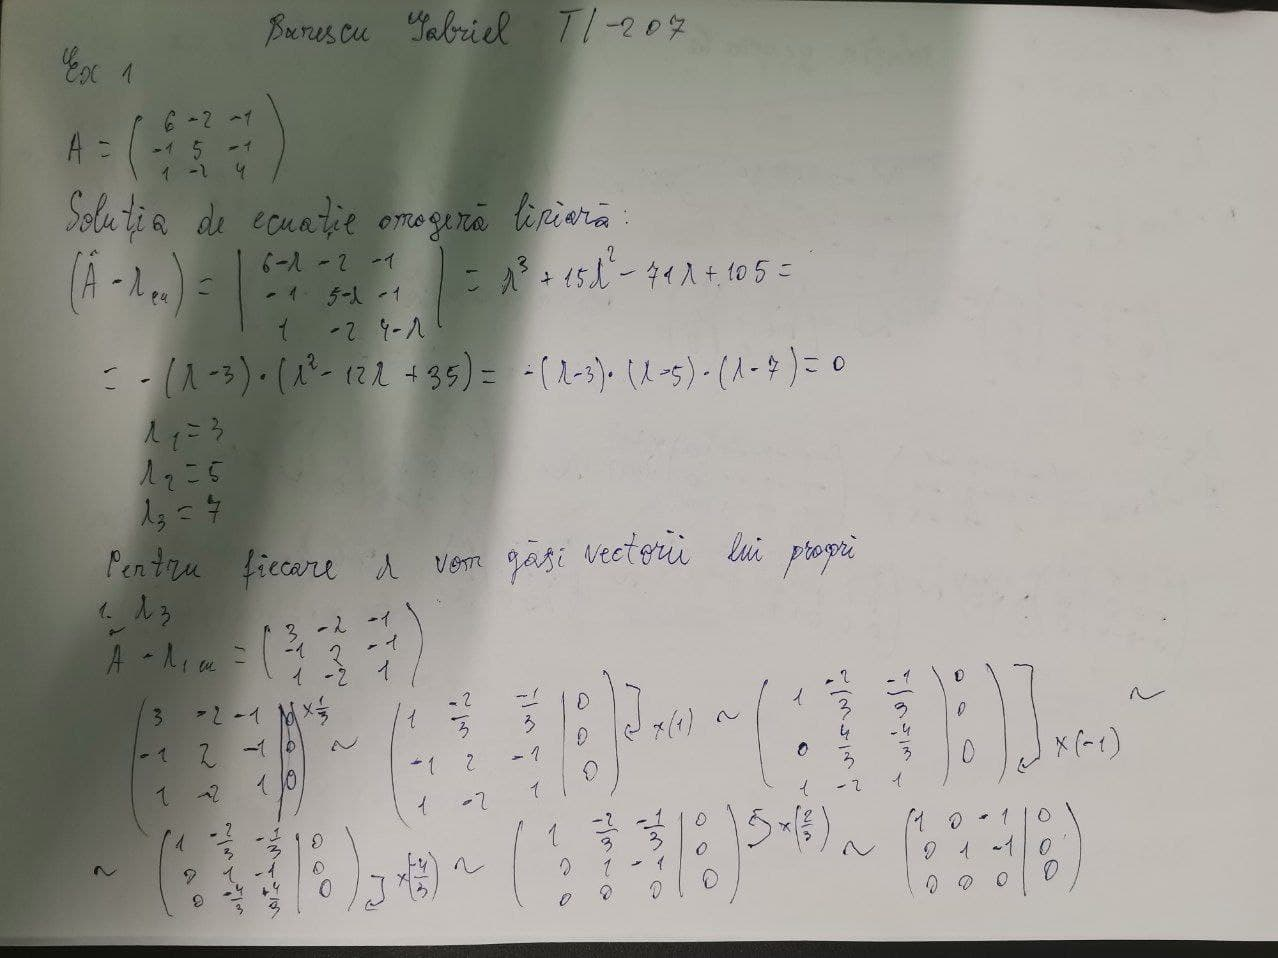 Burescu Gabriel TI-207
Ex 1
A = ( 6 -2 -1
-1 5 -1
1 -2 4 )
Soluția de ecuație omogenă liniară:
(Â - λ_en) = | 6-λ -2 -1
-1 5-λ -1
1 -2 4-λ | = λ³ + 15λ² - 71λ + 105 =
= -(λ-3)·(λ²-12λ+35) = -(λ-3)·(λ-5)·(λ-7) = 0
λ₁ = 3
λ₂ = 5
λ₃ = 7
Pentru fiecare λ vom găsi vectorii lui propri
1. λ₃
Ã - λ₁ en = ( 3 -2 -1
-1 2 -1
1 -2 1 )
( 3 -2 -1 | 0
-1 2 -1 | 0
1 -2 1 | 0 ) ×1/3 ~ ( 1 -2/3 -1/3 | 0
-1 2 -1 | 0
1 -2 1 | 0 ) ×(1) ~ ( 1 -2/3 -1/3 | 0
0 4/3 -4/3 | 0
1 -2 1 | 0 ) ×(-1) ~
~ ( 1 -2/3 -1/3 | 0
0 1 -1 | 0
0 -4/3 +4/3 | 0 ) ×(-4/3) ~ ( 1 -2/3 -1/3 | 0
0 1 -1 | 0
0 0 0 | 0 ) ×(2/3) ~ ( 1 0 -1 | 0
0 1 -1 | 0
0 0 0 | 0 )